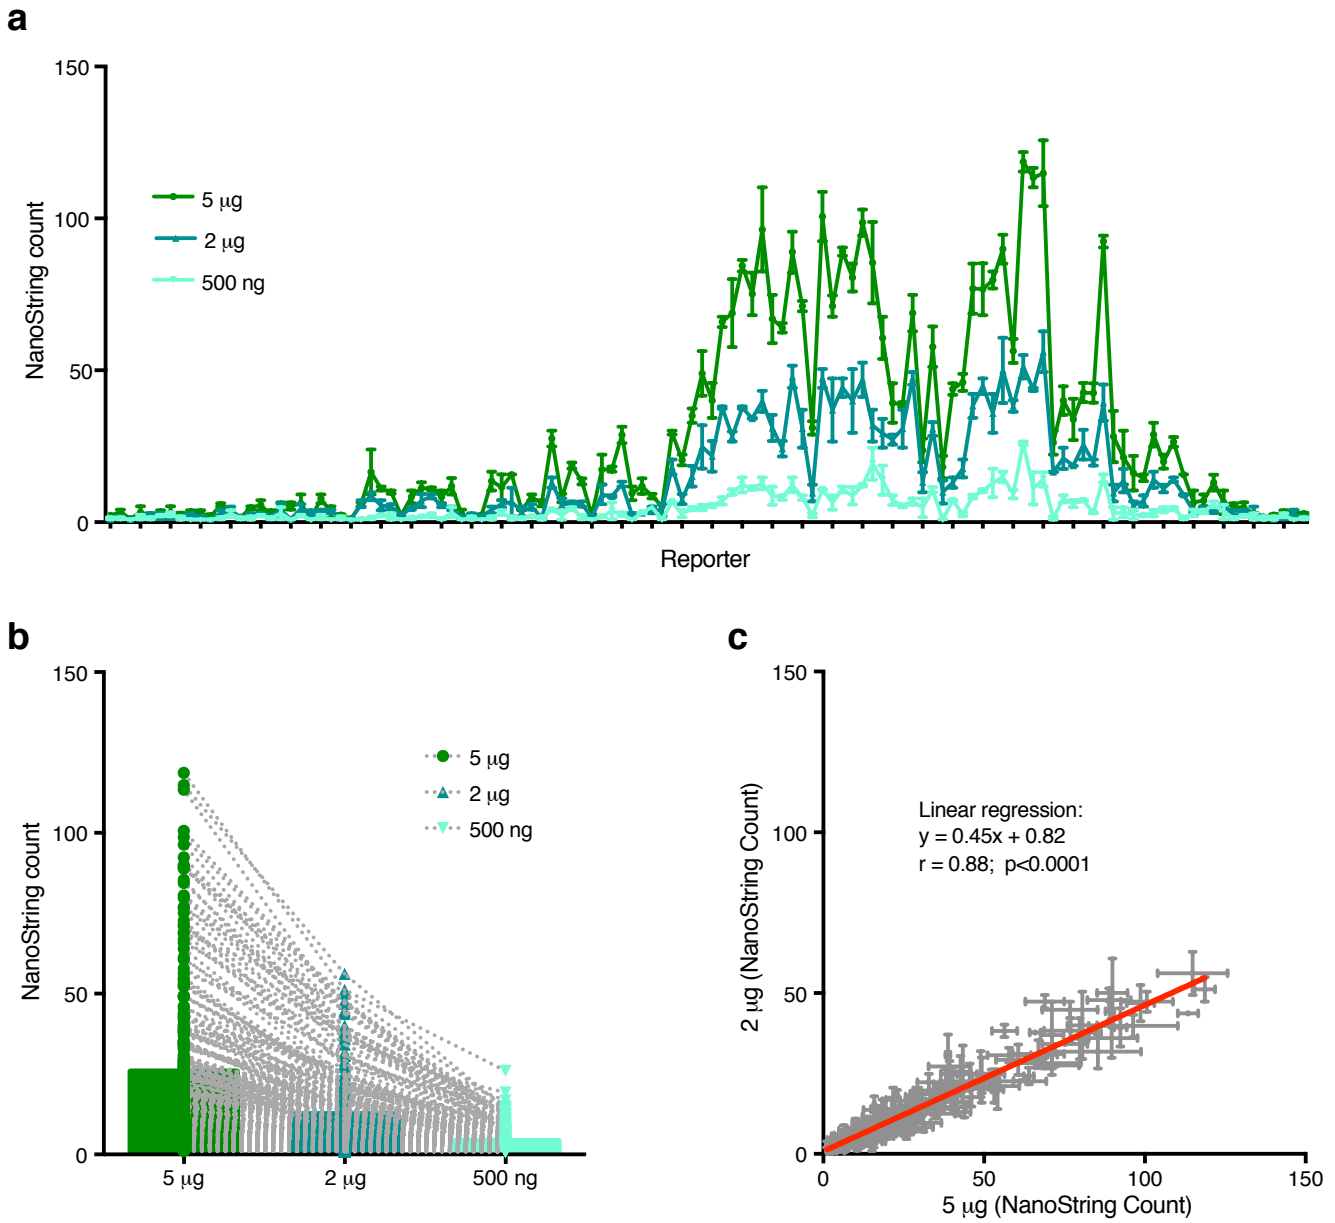 a
150
100
50
0
NanoString count
5 µg
2 µg
500 ng
Reporter
b
150
100
50
0
NanoString count
5 µg
2 µg
500 ng
5 µg
2 µg
500 ng
c
150
100
50
0
2 µg (NanoString Count)
Linear regression:
y = 0.45x + 0.82
r = 0.88; p<0.0001
0
50
100
150
5 µg (NanoString Count)